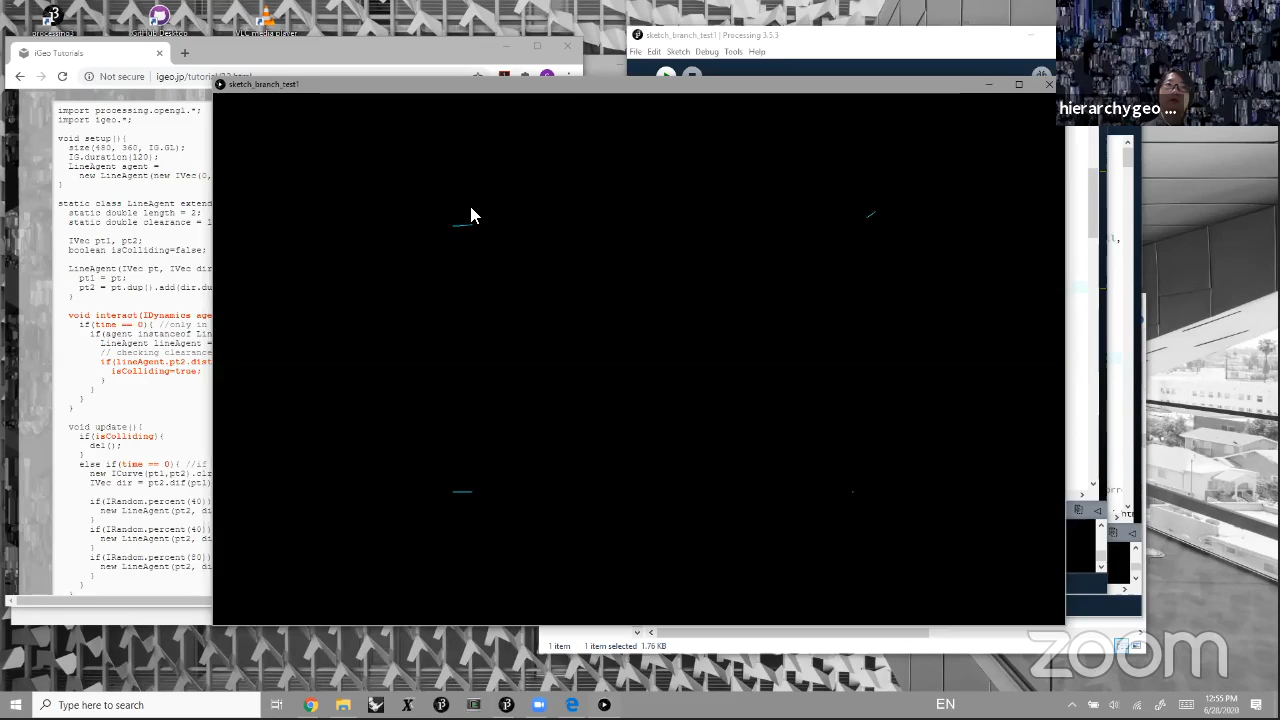 processing3
GitHub Desktop
VLC media player
iGeo Tutorials
Not secure
sketch_branch_test1 | Processing 3.5.3
File Edit Sketch Debug Tools Help
sketch_branch_test1
hierarchygeo ...
import processing.opengl.*;
import igeo.*;
void setup(){
size(480, 360, IG.GL);
IG.duration(120);
LineAgent agent =
new LineAgent(new IVec(0,
}
static class LineAgent extend
static double length = 2;
static double clearance = 1
IVec pt1, pt2;
boolean isColliding=false;
LineAgent(IVec pt, IVec dir
pt1 = pt;
pt2 = pt.dup().add(dir.du
}
void interact(IDynamics age
if(time == 0){ //only in
if(agent instanceof Lin
LineAgent lineAgent =
// checking clearance
if(lineAgent.pt2.dist
isColliding=true;
}
}
}
}
void update(){
if(isColliding){
del();
}
else if(time == 0){ //if
new ICurve(pt1,pt2).clr
IVec dir = pt2.dif(pt1)
if(IRandom.percent(40))
new LineAgent(pt2, di
}
if(IRandom.percent(40))
new LineAgent(pt2, di
}
if(IRandom.percent(80))
new LineAgent(pt2, di
}
}
1 item 1 item selected 1.76 KB
zoom
Type here to search
EN
12:55 PM
6/28/2020